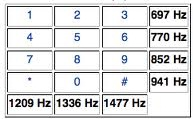 1 2 3 697 Hz
4 5 6 770 Hz
7 8 9 852 Hz
* 0 # 941 Hz
1209 Hz 1336 Hz 1477 Hz